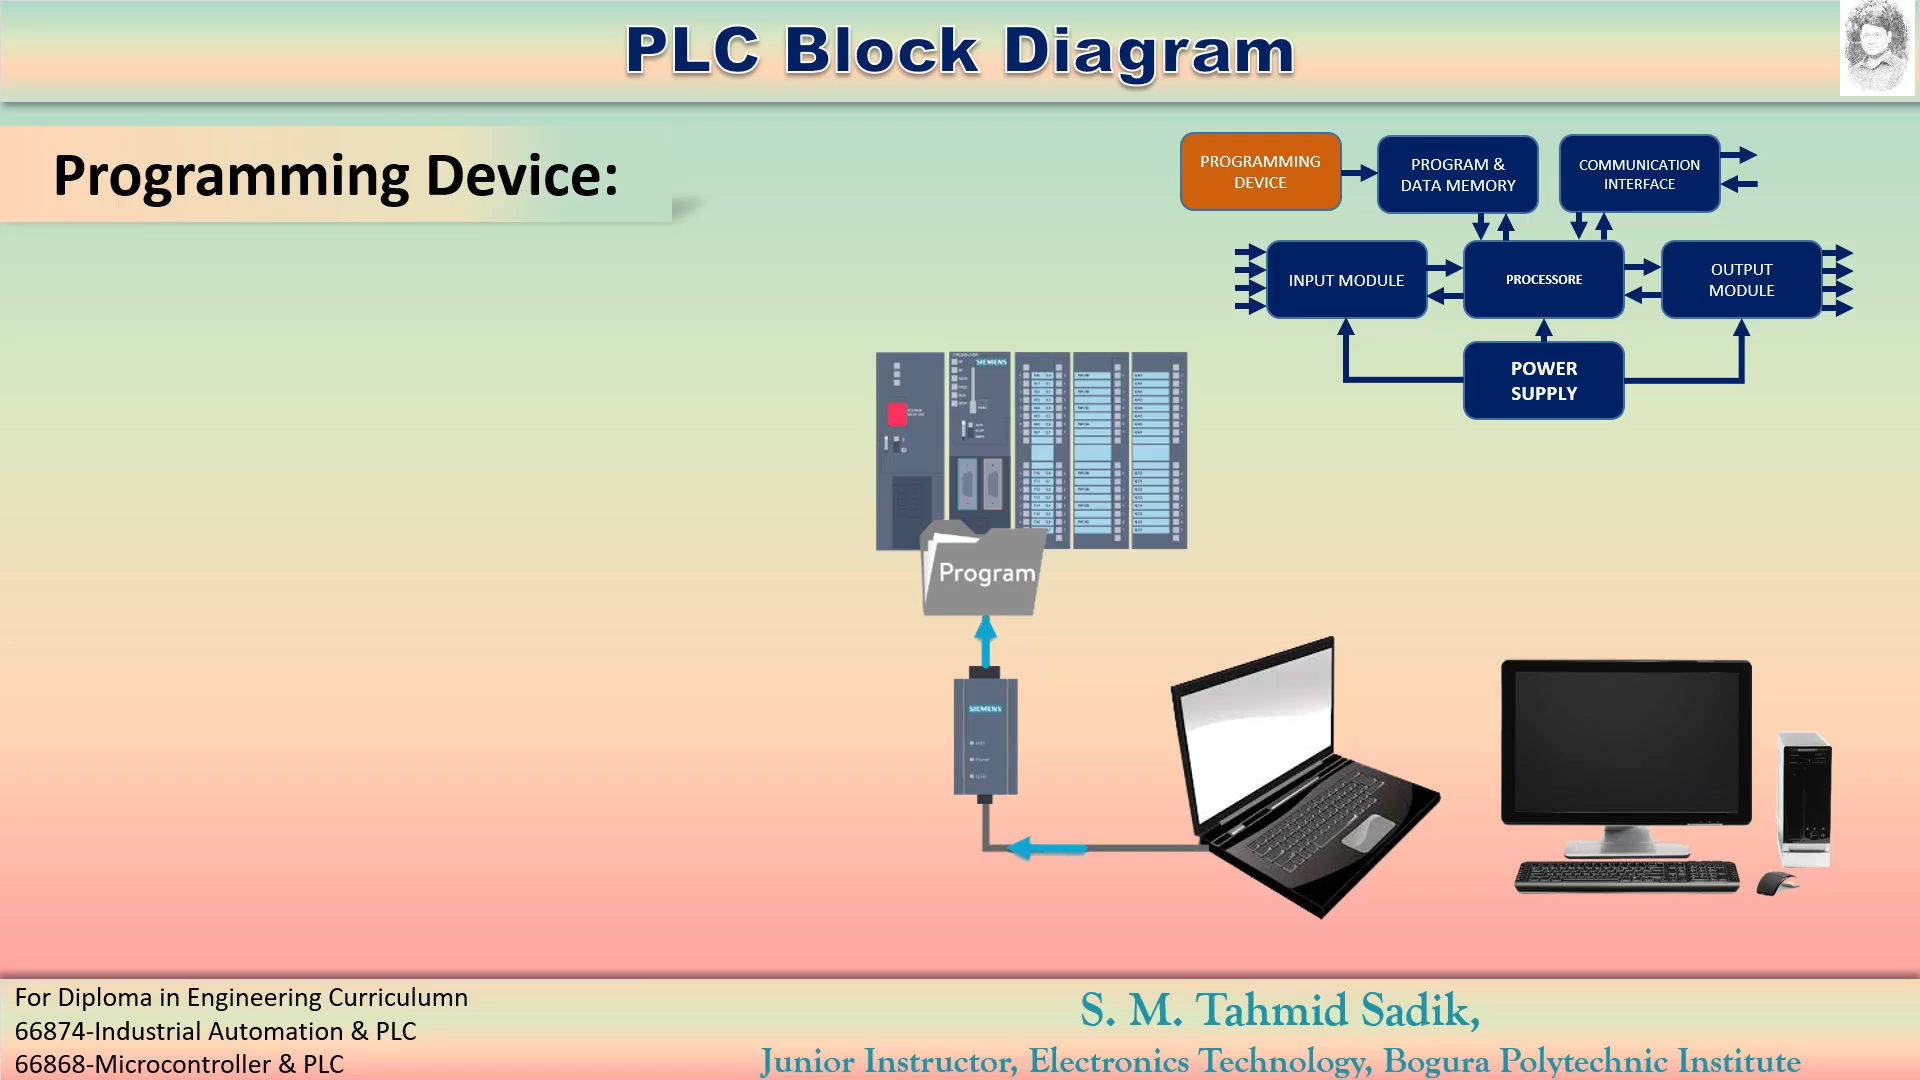 PLC Block Diagram
Programming Device:
PROGRAMMING
DEVICE
PROGRAM &
DATA MEMORY
COMMUNICATION
INTERFACE
INPUT MODULE
PROCESSORE
OUTPUT
MODULE
POWER
SUPPLY
SIEMENS
Program
SIEMENS
For Diploma in Engineering Curriculumn
66874-Industrial Automation & PLC
66868-Microcontroller & PLC
S. M. Tahmid Sadik,
Junior Instructor, Electronics Technology, Bogura Polytechnic Institute